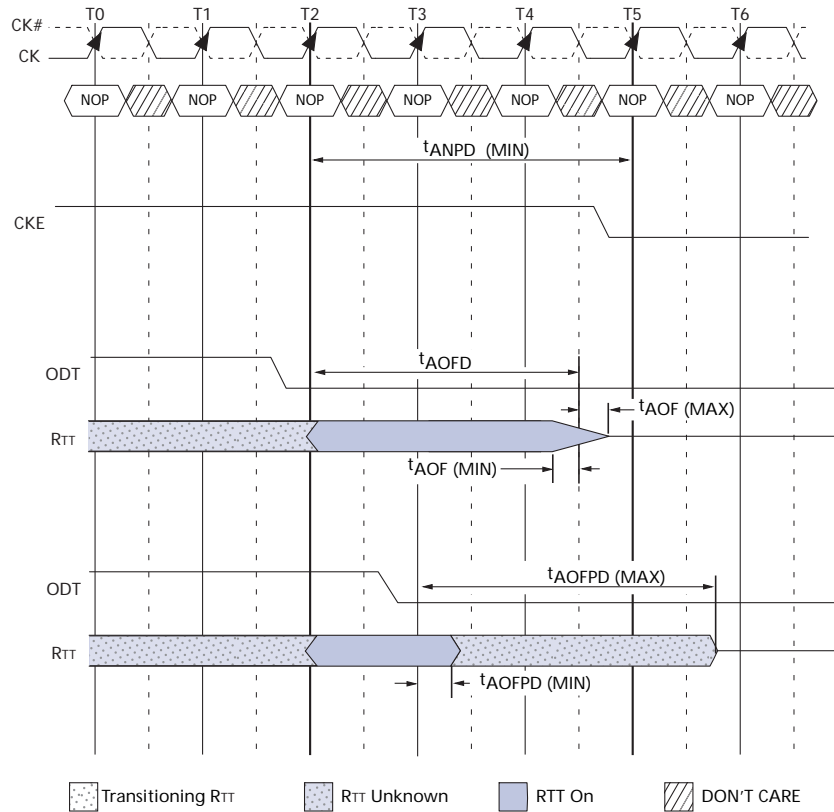 T0 T1 T2 T3 T4 T5 T6
CK#
CK
NOP NOP NOP NOP NOP NOP NOP
tANPD (MIN)
CKE
tAOFD
ODT
tAOF (MAX)
RTT
tAOF (MIN)
tAOFPD (MAX)
ODT
RTT
tAOFPD (MIN)
Transitioning RTT RTT Unknown RTT On DON'T CARE